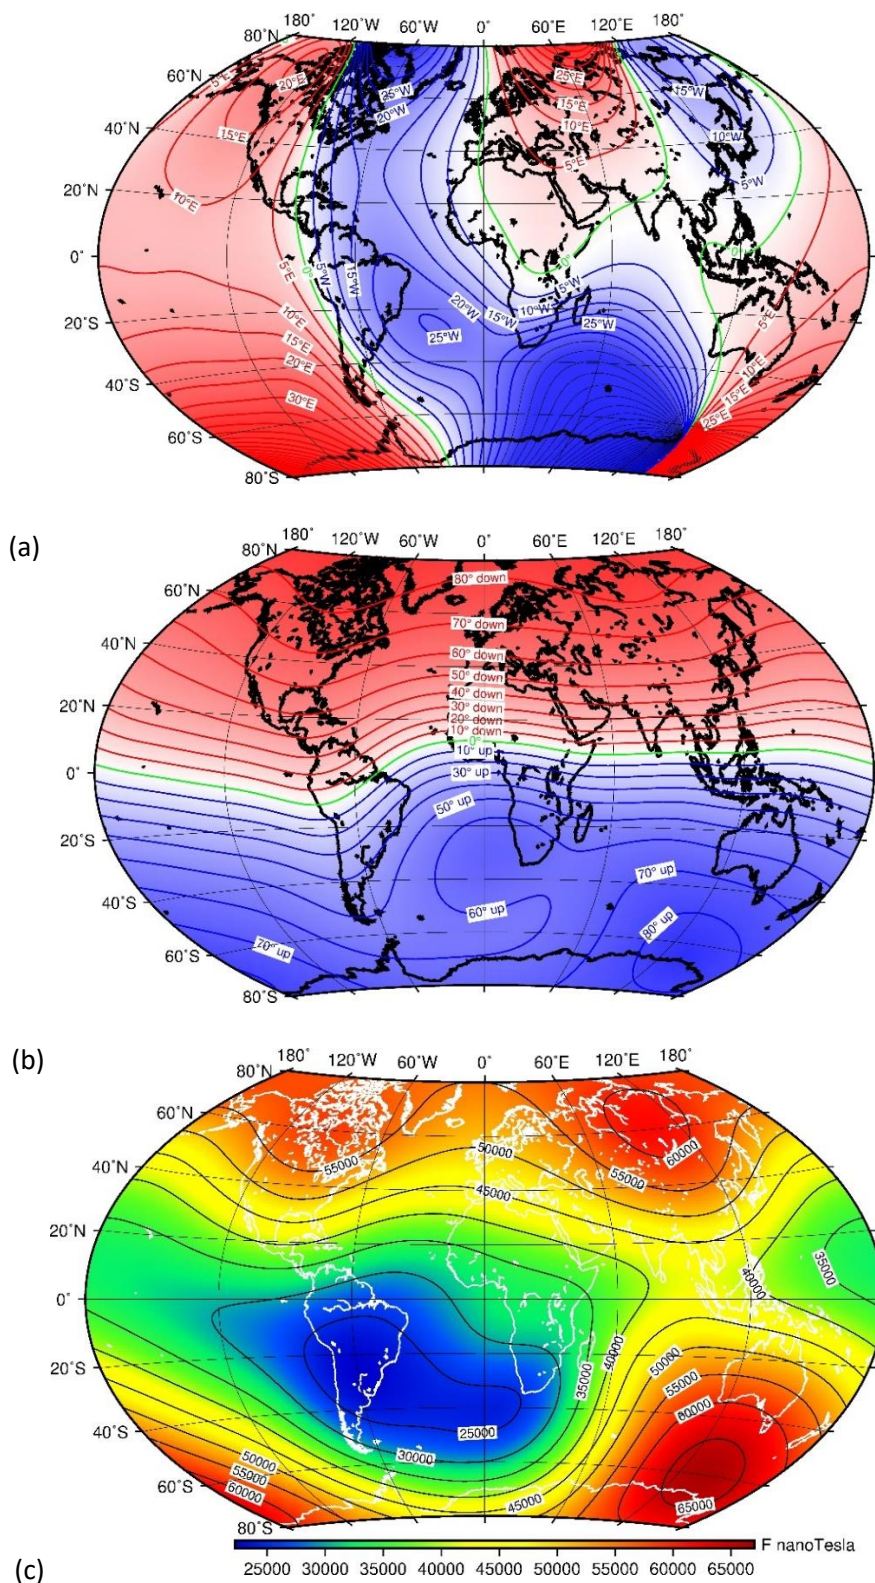 180˚ 120˚W 60˚W 0˚ 60˚E 120˚E 180˚
80˚N
60˚N
40˚N
20˚N
0˚
20˚S
40˚S
60˚S
80˚S
5°E
20°E
15°E
10°E
25°W
20°W
25°E
15°E
10°E
5°E
15°W
10°W
5°W
0°
0°
0°
5°E
5°W
15°W
10°E
15°E
20°E
30°E
25°W
20°W
15°W
10°W
5°W
25°W
5°E
10°E
15°E
25°E
(a)
180˚ 120˚W 60˚W 0˚ 60˚E 120˚E 180˚
80˚N
60˚N
40˚N
20˚N
0˚
20˚S
40˚S
60˚S
80˚S
80° down
70° down
60° down
50° down
40° down
30° down
20° down
10° down
0°
10° up
30° up
50° up
60° up
70° up
70° up
80° up
(b)
180˚ 120˚W 60˚W 0˚ 60˚E 120˚E 180˚
80˚N
60˚N
40˚N
20˚N
0˚
20˚S
40˚S
60˚S
80˚S
55000
50000
45000
55000
60000
35000
40000
50000
55000
60000
40000
35000
25000
30000
50000
55000
60000
45000
65000
F nanoTesla
25000 30000 35000 40000 45000 50000 55000 60000 65000
(c)